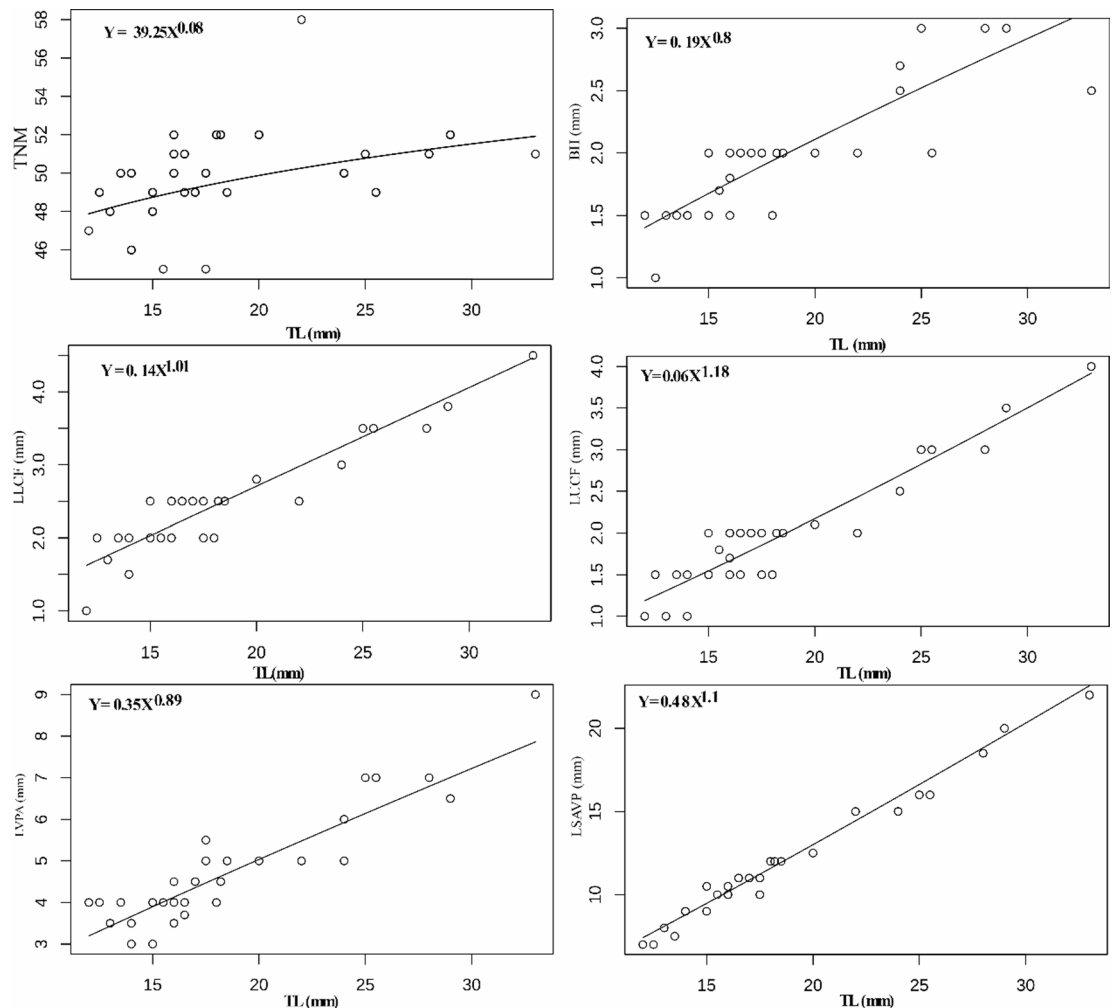 Y = 39.25X^0.08
TNM
58
56
54
52
50
48
46
15 20 25 30
TL (mm)
Y=0.19X^0.8
BH (mm)
3.0
2.5
2.0
1.5
1.0
15 20 25 30
TL (mm)
Y=0.14X^1.01
LLCF (mm)
4.0
3.0
2.0
1.0
15 20 25 30
TL(mm)
Y=0.06X^1.18
LUCF (mm)
4.0
3.5
3.0
2.5
2.0
1.5
1.0
15 20 25 30
TL (mm)
Y=0.35X^0.89
LVPA (mm)
9
8
7
6
5
4
3
15 20 25 30
TL (mm)
Y=0.48X^1.1
LSAVP (mm)
20
15
10
15 20 25 30
TL (mm)